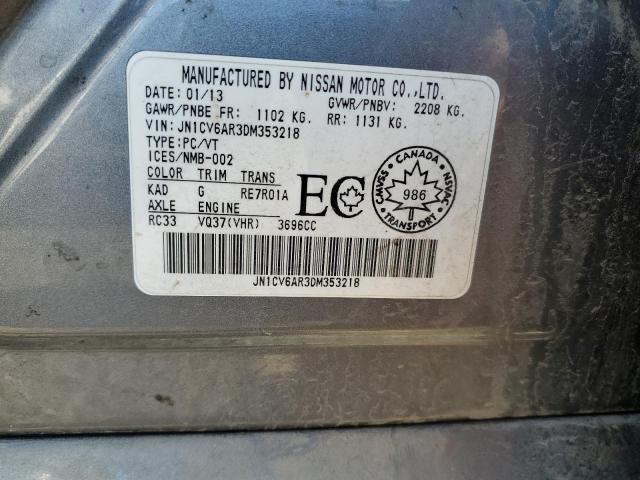 MANUFACTURED BY NISSAN MOTOR CO.,LTD.
DATE: 01/13 GVWR/PNBV: 2208 KG.
GAWR/PNBE FR: 1102 KG. RR: 1131 KG.
VIN: JN1CV6AR3DM353218
TYPE:PC/VT
ICES/NMB-002
COLOR TRIM TRANS
KAD G RE7R01A
AXLE ENGINE
RC33 VQ37(VHR) 3696CC
EC
CANADA
CMVSS NSVAC
986
TRANSPORT
JN1CV6AR3DM353218